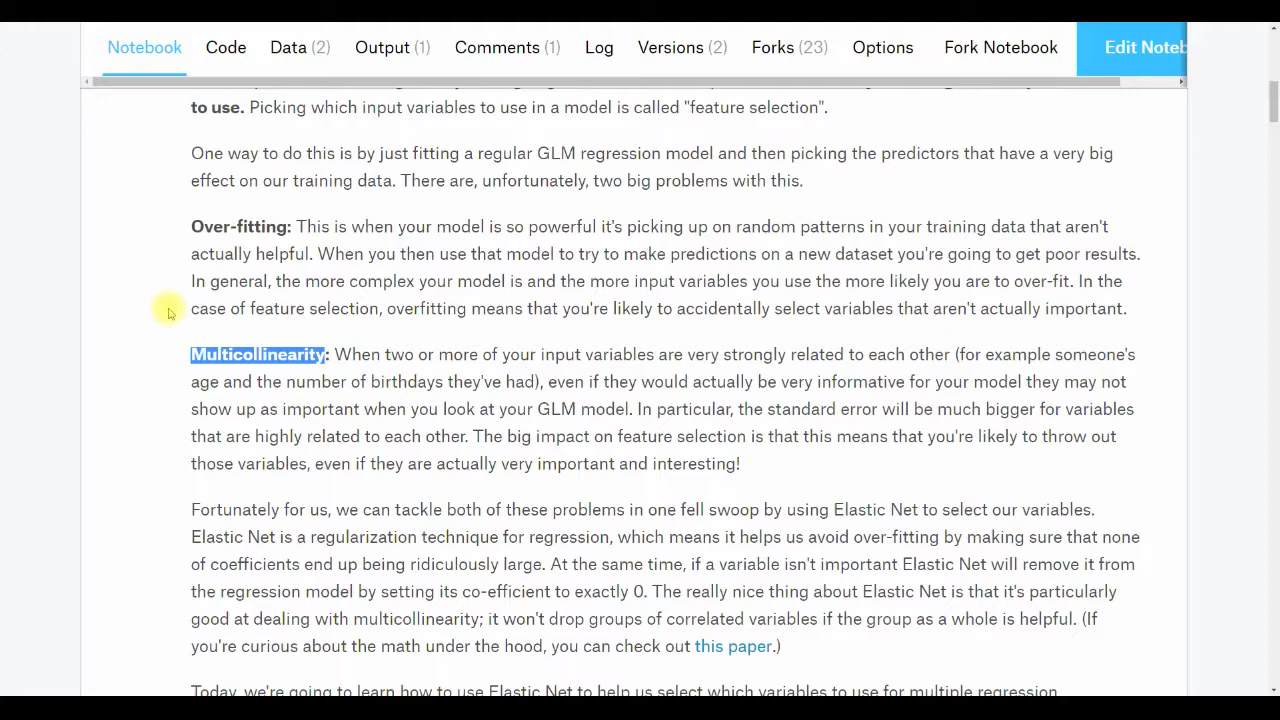 Notebook Code Data (2) Output (1) Comments (1) Log Versions (2) Forks (23) Options Fork Notebook Edit Noteb
to use. Picking which input variables to use in a model is called "feature selection".
One way to do this is by just fitting a regular GLM regression model and then picking the predictors that have a very big
effect on our training data. There are, unfortunately, two big problems with this.
Over-fitting: This is when your model is so powerful it's picking up on random patterns in your training data that aren't
actually helpful. When you then use that model to try to make predictions on a new dataset you're going to get poor results.
In general, the more complex your model is and the more input variables you use the more likely you are to over-fit. In the
case of feature selection, overfitting means that you're likely to accidentally select variables that aren't actually important.
Multicollinearity: When two or more of your input variables are very strongly related to each other (for example someone's
age and the number of birthdays they've had), even if they would actually be very informative for your model they may not
show up as important when you look at your GLM model. In particular, the standard error will be much bigger for variables
that are highly related to each other. The big impact on feature selection is that this means that you're likely to throw out
those variables, even if they are actually very important and interesting!
Fortunately for us, we can tackle both of these problems in one fell swoop by using Elastic Net to select our variables.
Elastic Net is a regularization technique for regression, which means it helps us avoid over-fitting by making sure that none
of coefficients end up being ridiculously large. At the same time, if a variable isn't important Elastic Net will remove it from
the regression model by setting its co-efficient to exactly 0. The really nice thing about Elastic Net is that it's particularly
good at dealing with multicollinearity; it won't drop groups of correlated variables if the group as a whole is helpful. (If
you're curious about the math under the hood, you can check out this paper.)
Today, we're going to learn how to use Elastic Net to help us select which variables to use for multiple regression